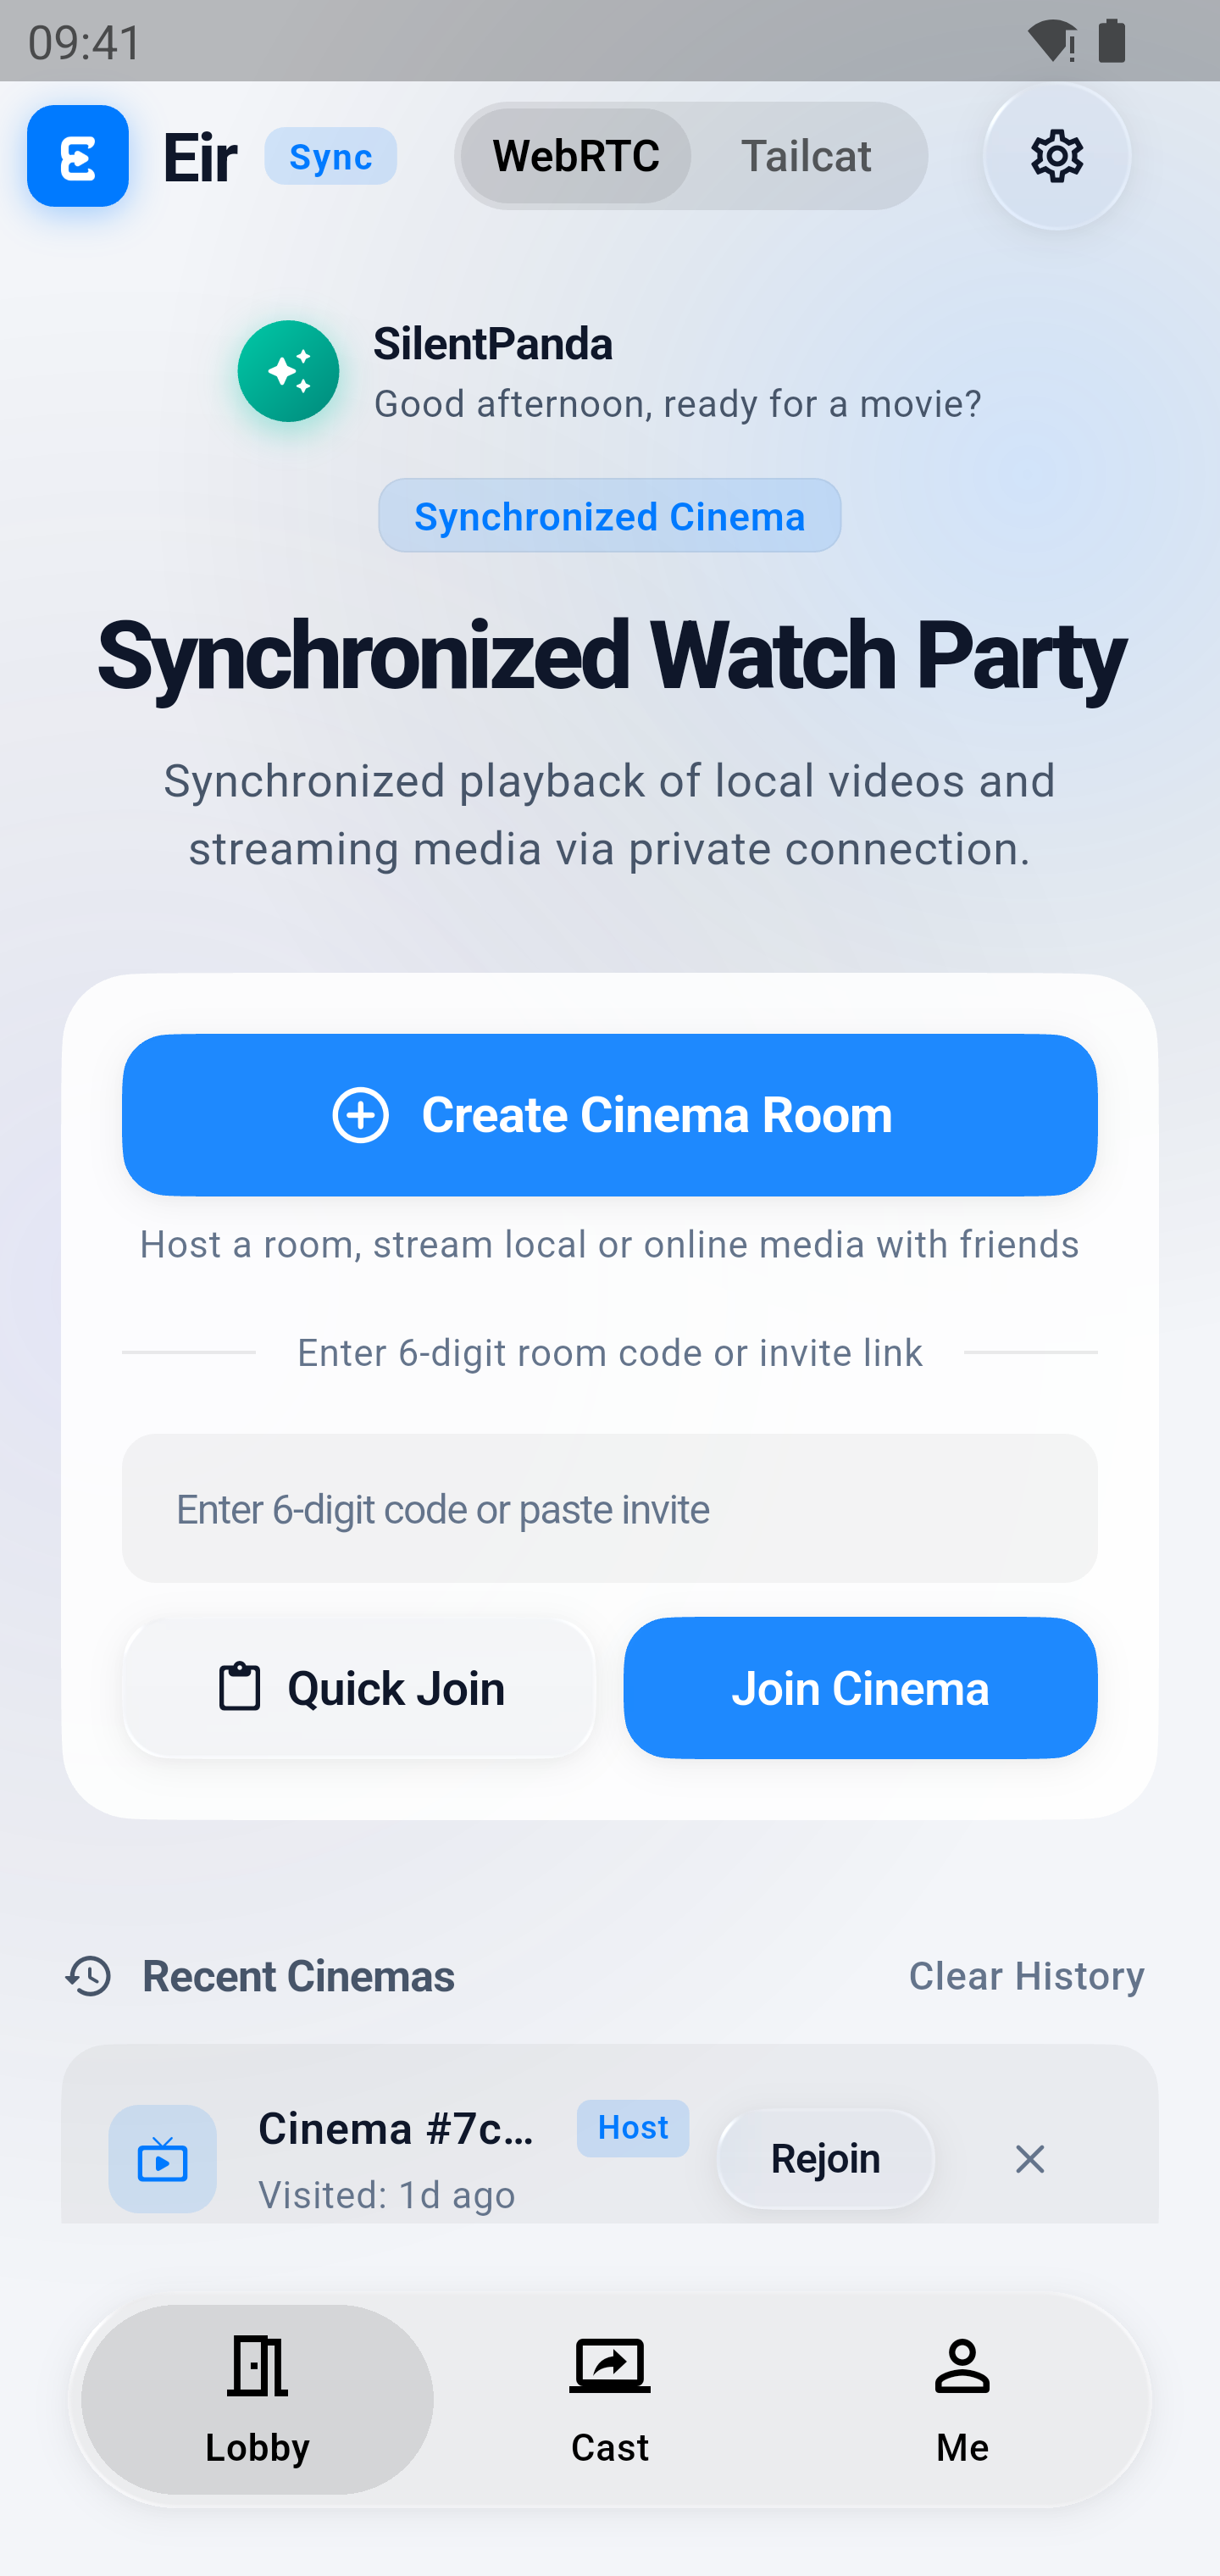 09:41
Eir
Sync
WebRTC
Tailcat
SilentPanda
Good afternoon, ready for a movie?
Synchronized Cinema
Synchronized Watch Party
Synchronized playback of local videos and
streaming media via private connection.
Create Cinema Room
Host a room, stream local or online media with friends
Enter 6-digit room code or invite link
Enter 6-digit code or paste invite
Quick Join
Join Cinema
Recent Cinemas
Clear History
Cinema #7c...
Host
Visited: 1d ago
Rejoin
Lobby
Cast
Me